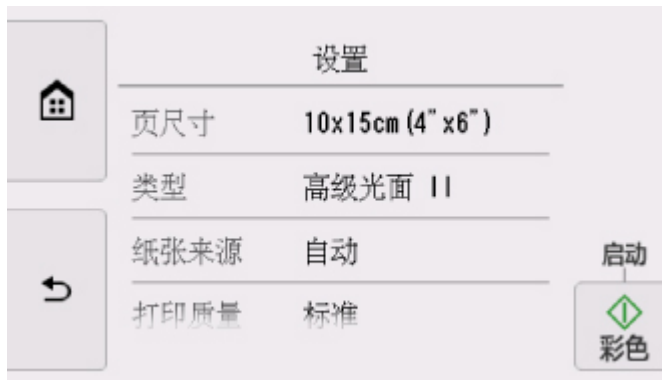 设置
页尺寸 10x15cm(4"x6")
类型 高级光面 II
纸张来源 自动
打印质量 标准
启动
彩色